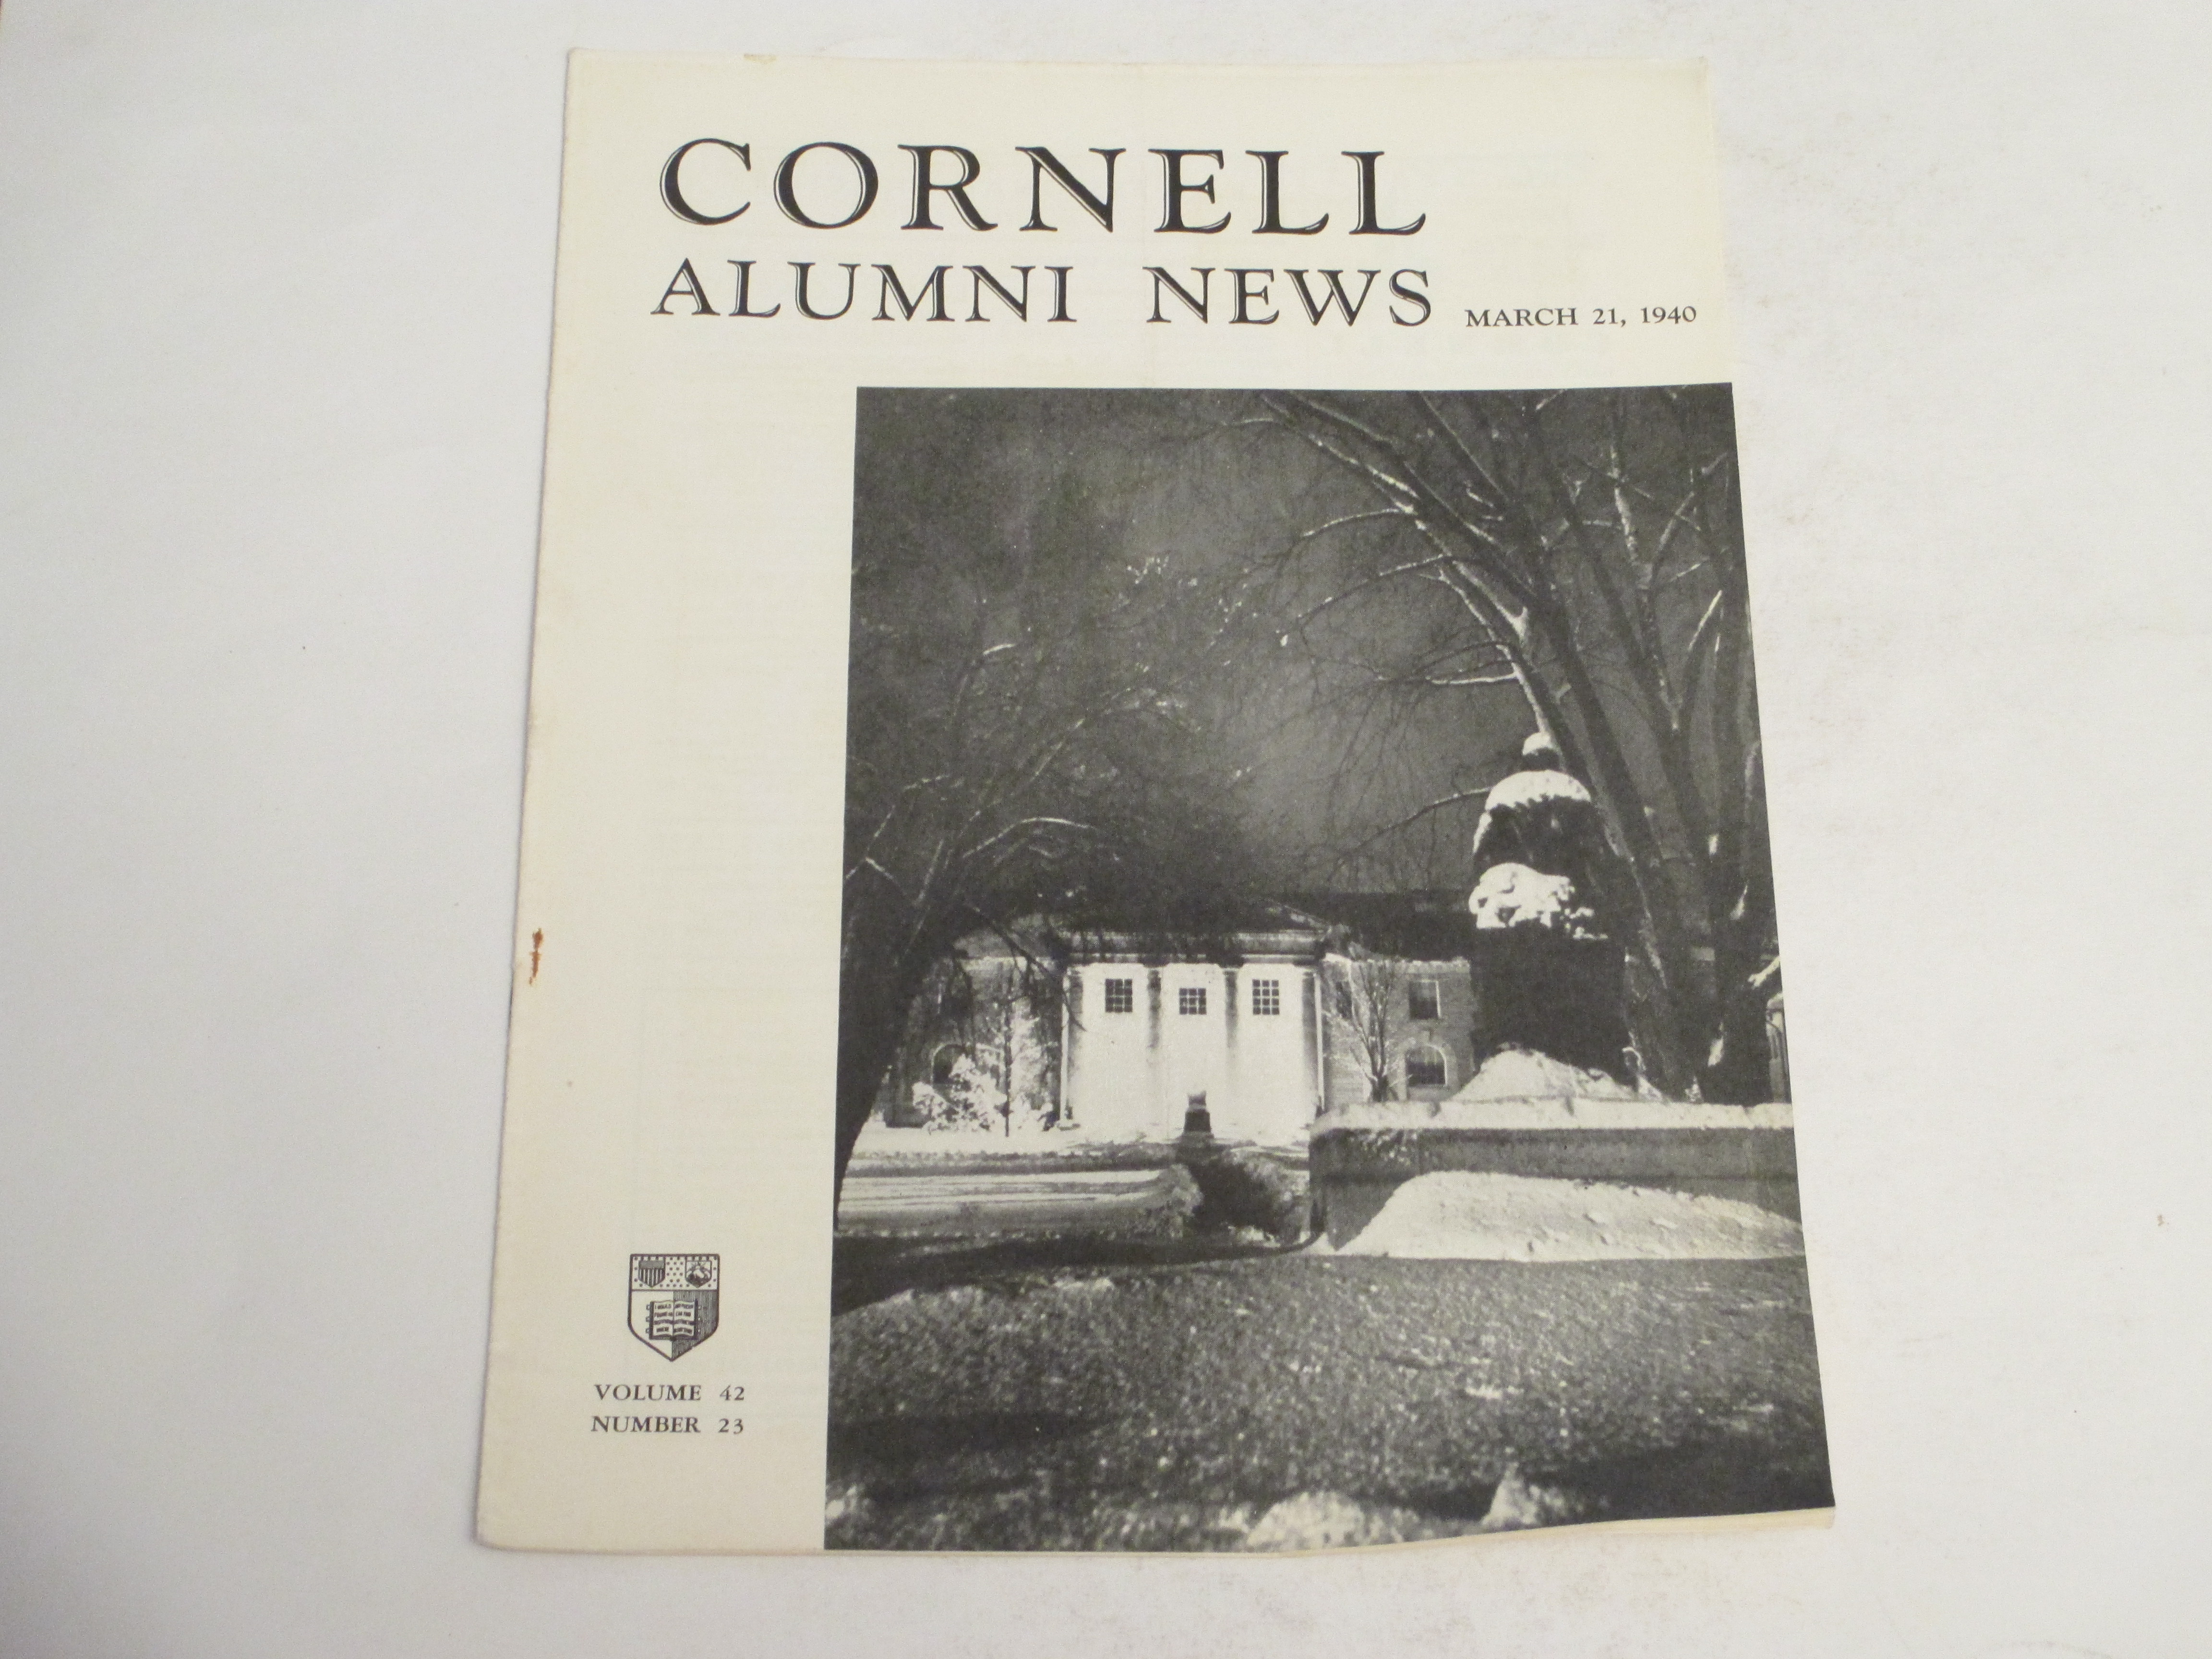 CORNELL
ALUMNI NEWS MARCH 21, 1940
VOLUME 42
NUMBER 23